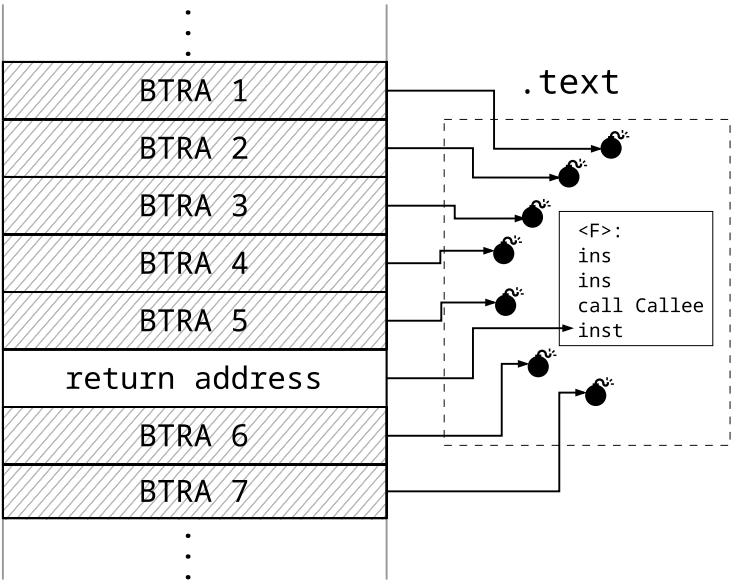 BTRA 1
BTRA 2
BTRA 3
BTRA 4
BTRA 5
return address
BTRA 6
BTRA 7
.text
<F>:
ins
ins
call Callee
inst